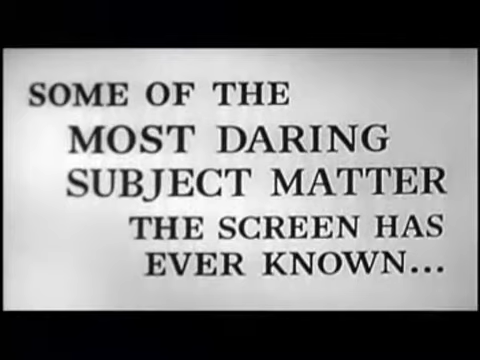 SOME OF THE
MOST DARING
SUBJECT MATTER
THE SCREEN HAS
EVER KNOWN...